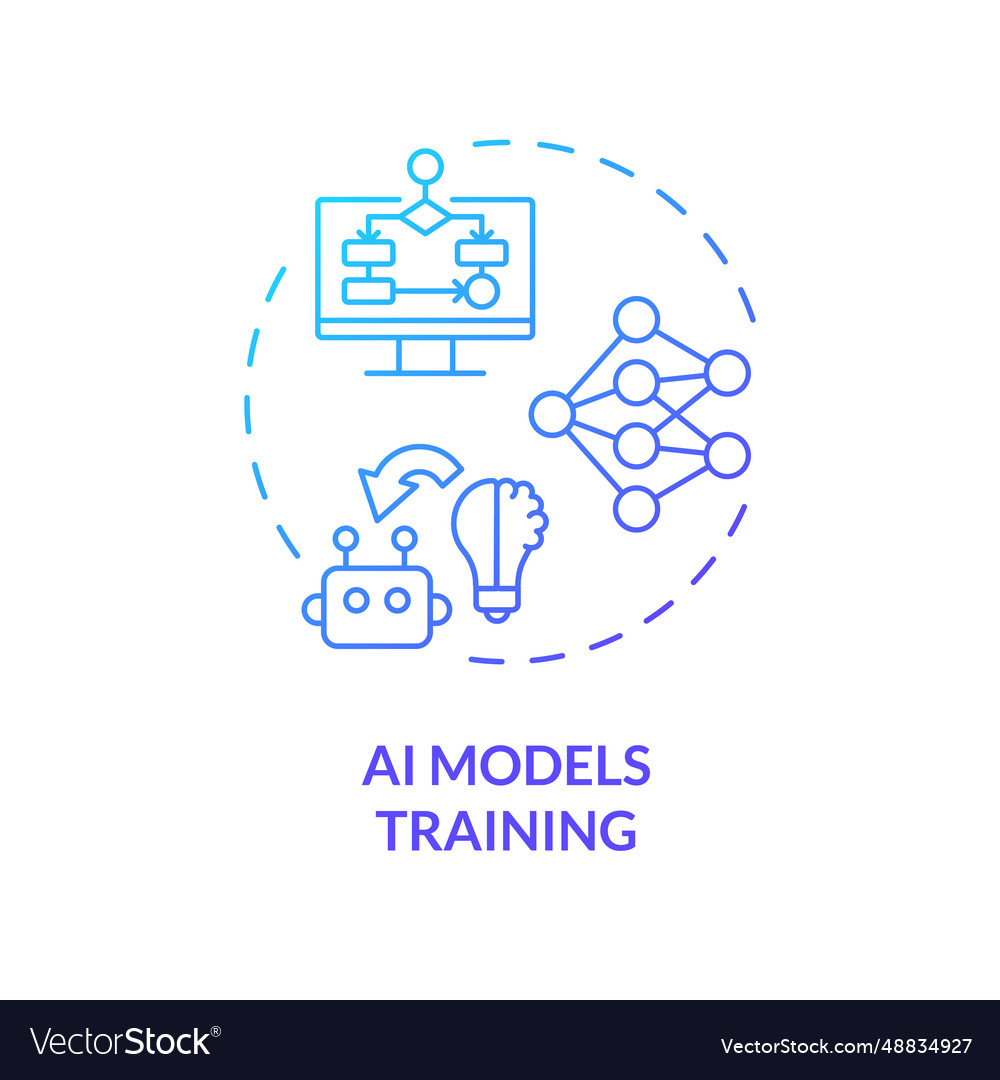 AI MODELS
TRAINING
VectorStock®
VectorStock.com/48834927